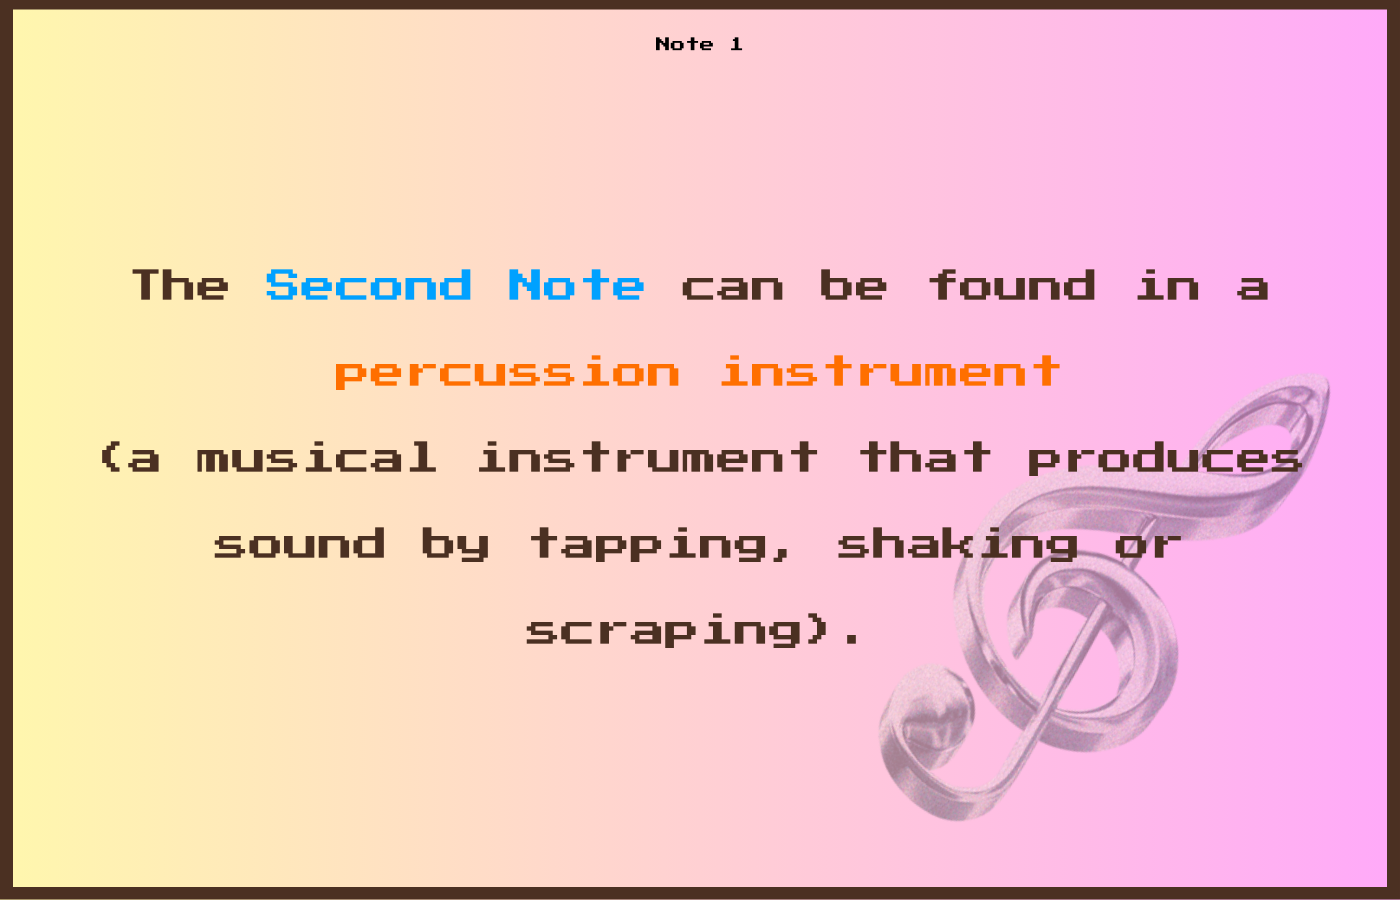 Note 1
The Second Note can be found in a
percussion instrument
(a musical instrument that produces
sound by tapping, shaking or
scraping).